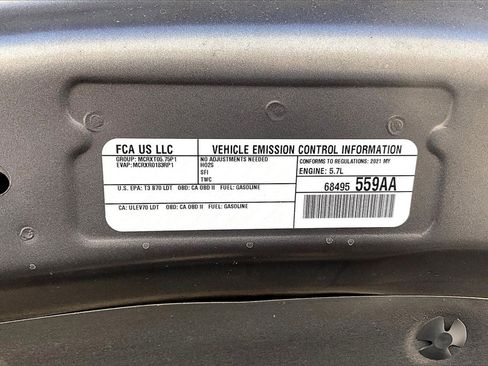 FCA US LLC
VEHICLE EMISSION CONTROL INFORMATION
GROUP: MCRXT05.75P1
EVAP: MCRXR0183RP1
NO ADJUSTMENTS NEEDED
HO2S
SFI
TWC
CONFORMS TO REGULATIONS: 2021 MY
ENGINE: 5.7L
U.S. EPA: T3 B70 LDT OBD: CA OBD II FUEL: GASOLINE
68495 559AA
CA: ULEV70 LDT OBD: CA OBD II FUEL: GASOLINE